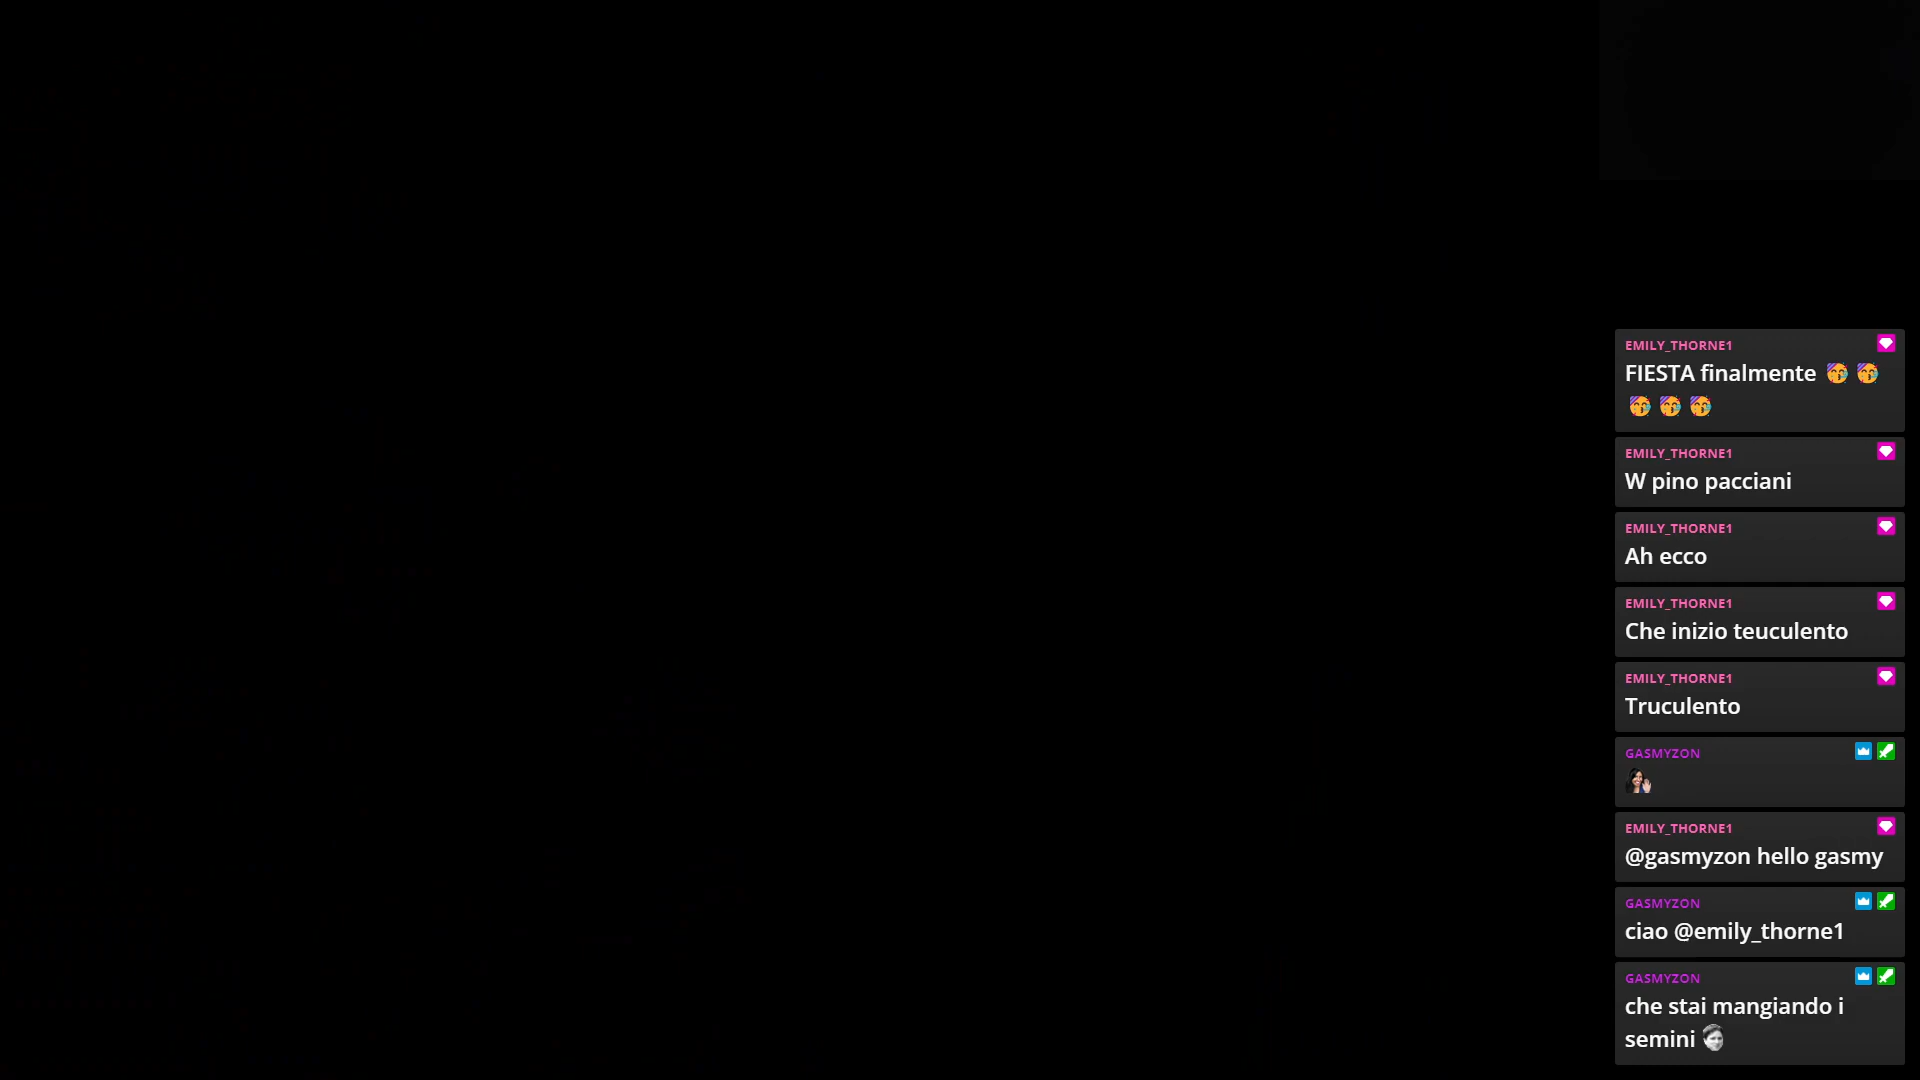 EMILY_THORNE1
FIESTA finalmente 🥳 🥳
🥳 🥳 🥳
EMILY_THORNE1
W pino pacciani
EMILY_THORNE1
Ah ecco
EMILY_THORNE1
Che inizio teuculento
EMILY_THORNE1
Truculento
GASMYZON
EMILY_THORNE1
@gasmyzon hello gasmy
GASMYZON
ciao @emily_thorne1
GASMYZON
che stai mangiando i
semini